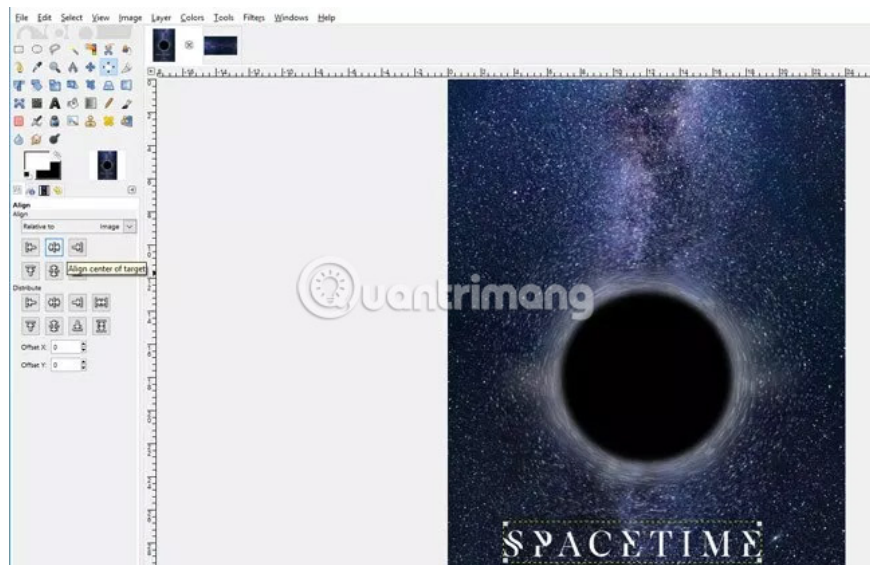 File Edit Select View Image Layer Colors Tools Filters Windows Help
Align
Align
Relative to Image
Align center of target
Distribute
Offset X: 0
Offset Y: 0
Quantrimang
SPACETIME